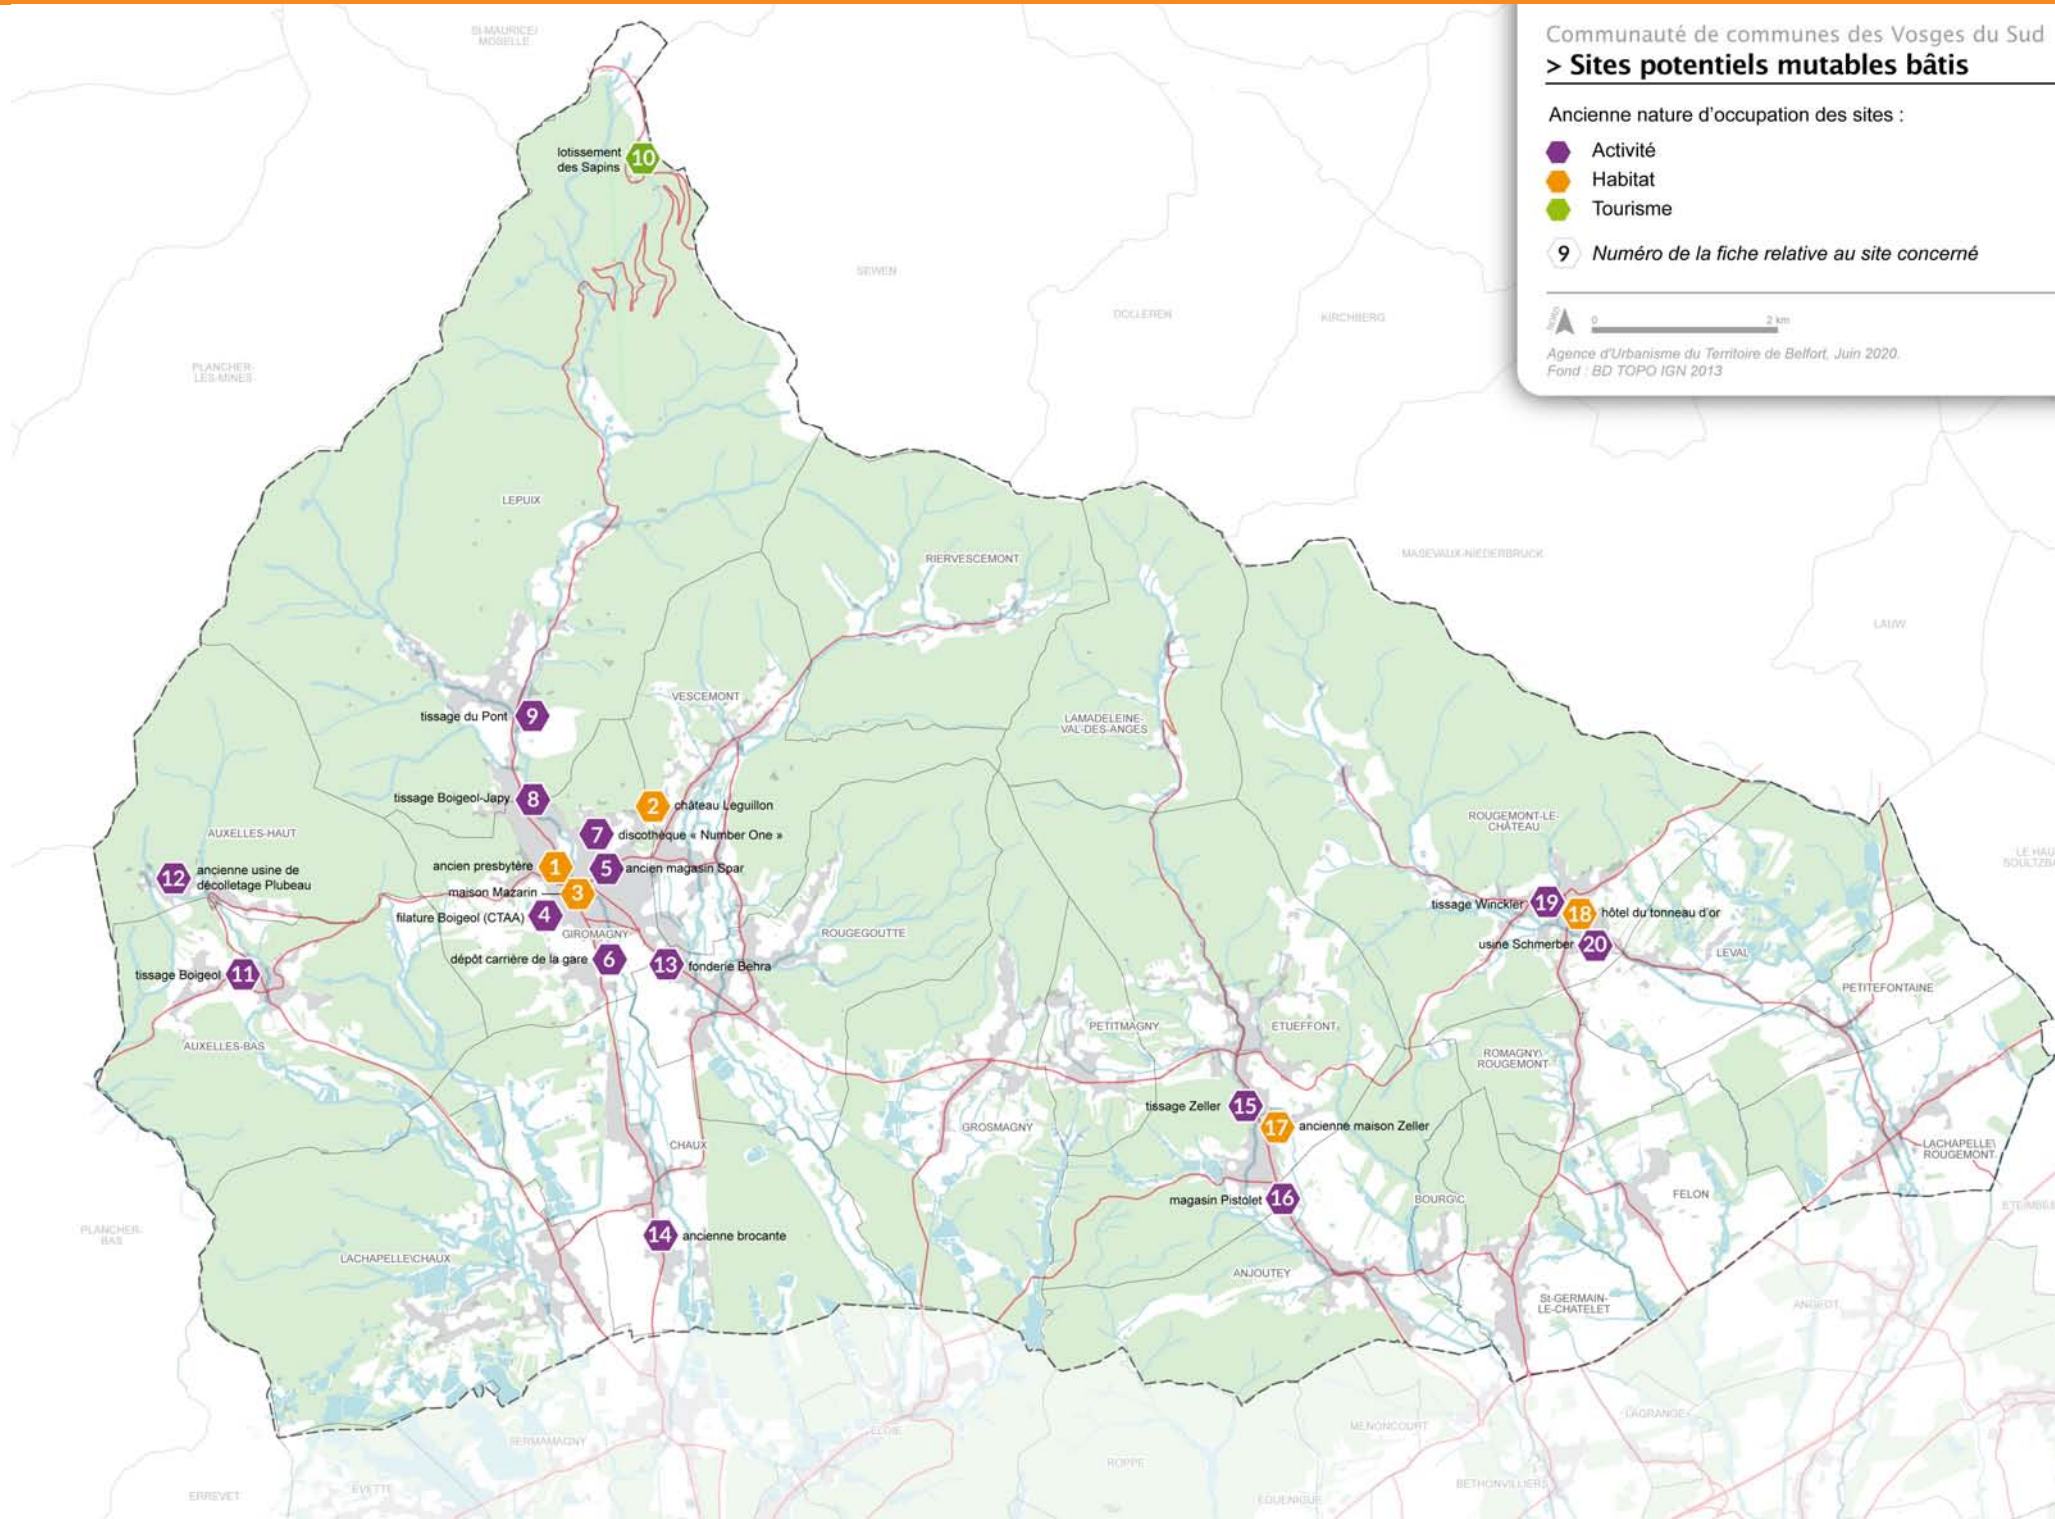 Communauté de communes des Vosges du Sud
> Sites potentiels mutables bâtis
Ancienne nature d'occupation des sites :
Activité
Habitat
Tourisme
9 Numéro de la fiche relative au site concerné
NORD
0 2 km
Agence d'Urbanisme du Territoire de Belfort, Juin 2020.
Fond : BD TOPO IGN 2013
St-MAURICE/
MOSELLE
lotissement
des Sapins
10
SEWEN
DOLLEREN
KIRCHBERG
PLANCHER-
LES-MINES
LEPUIX
RIERVESCEMONT
MASEVAUX-NIEDERBRUCK
LAUW
VESCEMONT
tissage du Pont 9
LAMADELEINE-
VAL-DES-ANGES
tissage Boigeol-Japy 8
2 château Leguillon
7 discothèque « Number One »
AUXELLES-HAUT
ROUGEMONT-LE-
CHÂTEAU
LE HAUT
ancien presbytère 1
5 ancien magasin Spar
12 ancienne usine de
décolletage Plubeau
maison Mazarin 3
filature Boigeol (CTAA) 4
GIROMAGNY
ROUGEGOUTTE
tissage Winckler 19
18 hôtel du tonneau d'or
usine Schmerber 20
LEVAL
dépôt carrière de la gare 6
13 fonderie Behra
tissage Boigeol 11
PETITEFONTAINE
AUXELLES-BAS
PETITMAGNY
ETUEFFONT
ROMAGNY\
ROUGEMONT
tissage Zeller 15
17 ancienne maison Zeller
GROSMAGNY
CHAUX
LACHAPELLE\
ROUGEMONT
magasin Pistolet 16
BOURG\C
FELON
PLANCHER-
BAS
14 ancienne brocante
LACHAPELLE\CHAUX
ANJOUTEY
St-GERMAIN-
LE-CHATELET
ANGEOT
SERMAMAGNY
ELOIE
MENONCOURT
LAGRANGE
ROPPE
BETHONVILLIERS
ERREVET
EVETTE
EGUENIGUE